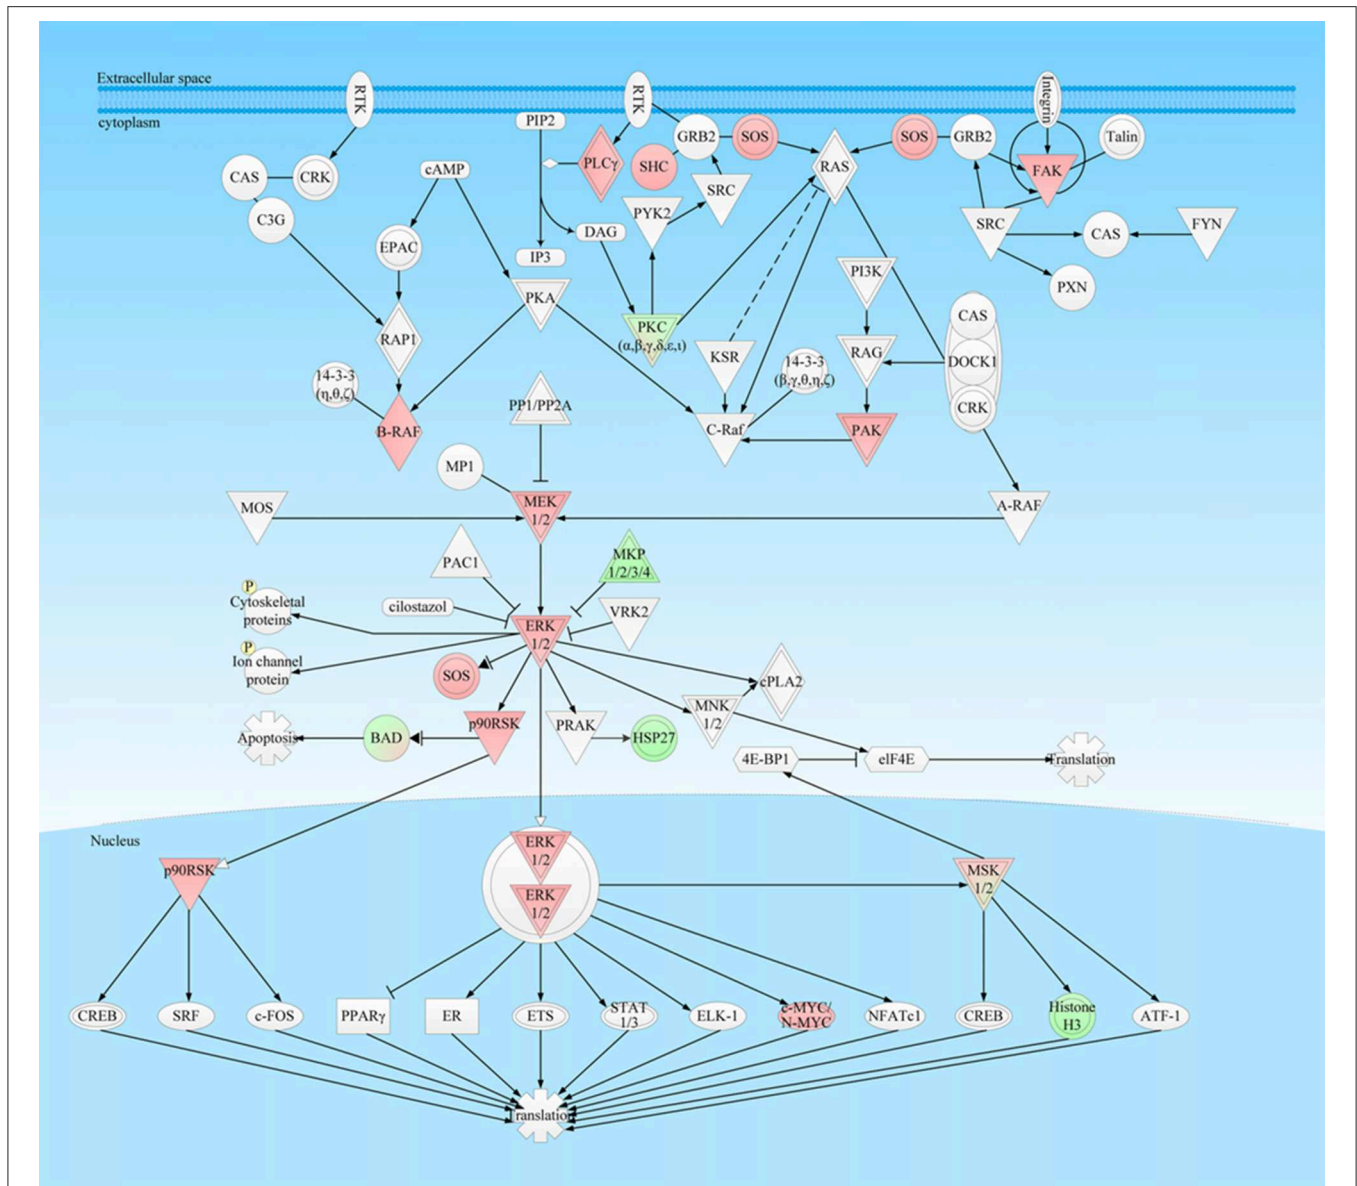 Extracellular space
cytoplasm
RTK
RTK
Integrin
PIP2
GRB2
SOS
SOS
GRB2
Talin
PLCγ
SHC
RAS
FAK
CAS
CRK
cAMP
SRC
C3G
PYK2
SRC
FYN
DAG
CAS
EPAC
IP3
PI3K
PXN
PKA
CAS
PKC
(α,β,γ,δ,ε,ι)
RAP1
KSR
RAG
14-3-3
(β,γ,θ,η,ζ)
DOCK1
14-3-3
(η,θ,ζ)
PP1/PP2A
CRK
B-RAF
C-Raf
PAK
MP1
MOS
MEK
1/2
A-RAF
PAC1
MKP
1/2/3/4
P
Cytoskeletal
proteins
cilostazol
VRK2
ERK
1/2
P
Ion channel
protein
SOS
cPLA2
MNK
1/2
Apoptosis
BAD
p90RSK
PRAK
HSP27
4E-BP1
elF4E
Translation
Nucleus
ERK
1/2
p90RSK
MSK
1/2
ERK
1/2
CREB
SRF
c-FOS
PPARγ
ER
ETS
STAT
1/3
ELK-1
c-MYC/
N-MYC
NFATc1
CREB
Histone
H3
ATF-1
Translation